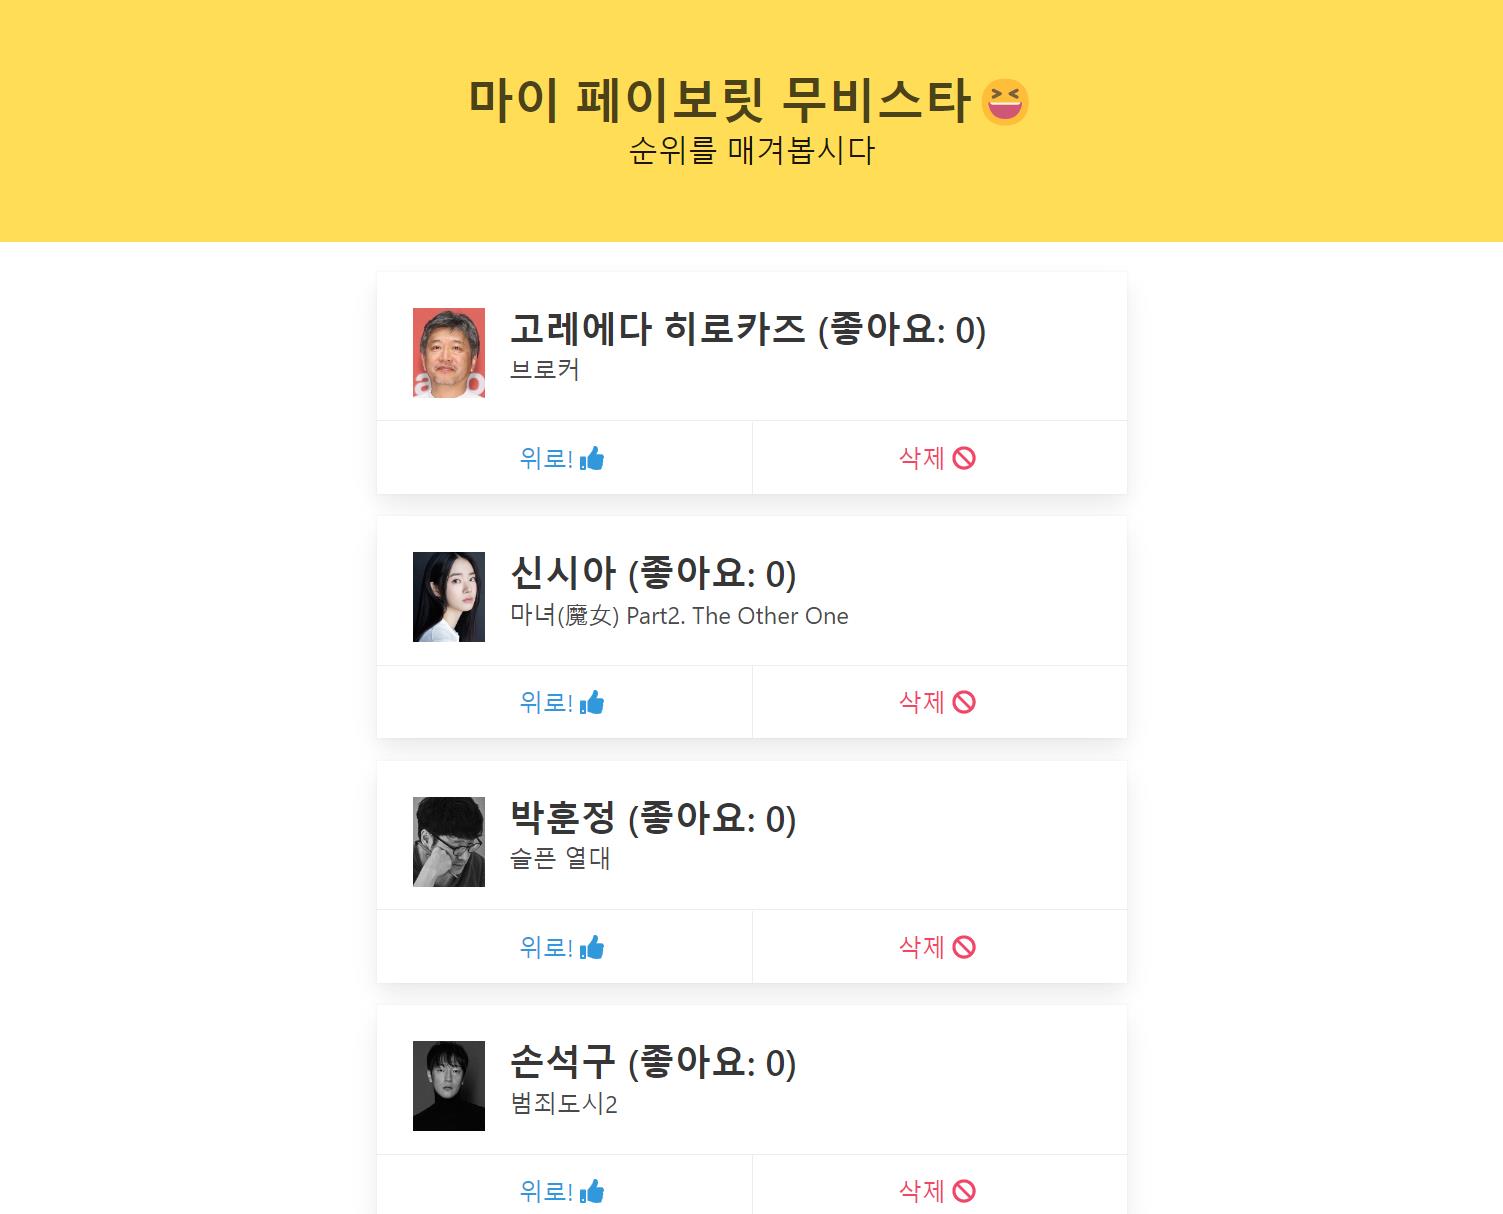 마이 페이보릿 무비스타😆
순위를 매겨봅시다
고레에다 히로카즈 (좋아요: 0)
브로커
위로!
삭제
신시아 (좋아요: 0)
마녀(魔女) Part2. The Other One
위로!
삭제
박훈정 (좋아요: 0)
슬픈 열대
위로!
삭제
손석구 (좋아요: 0)
범죄도시2
위로!
삭제